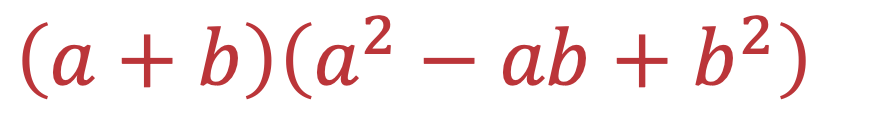 (a + b)(a² − ab + b²)